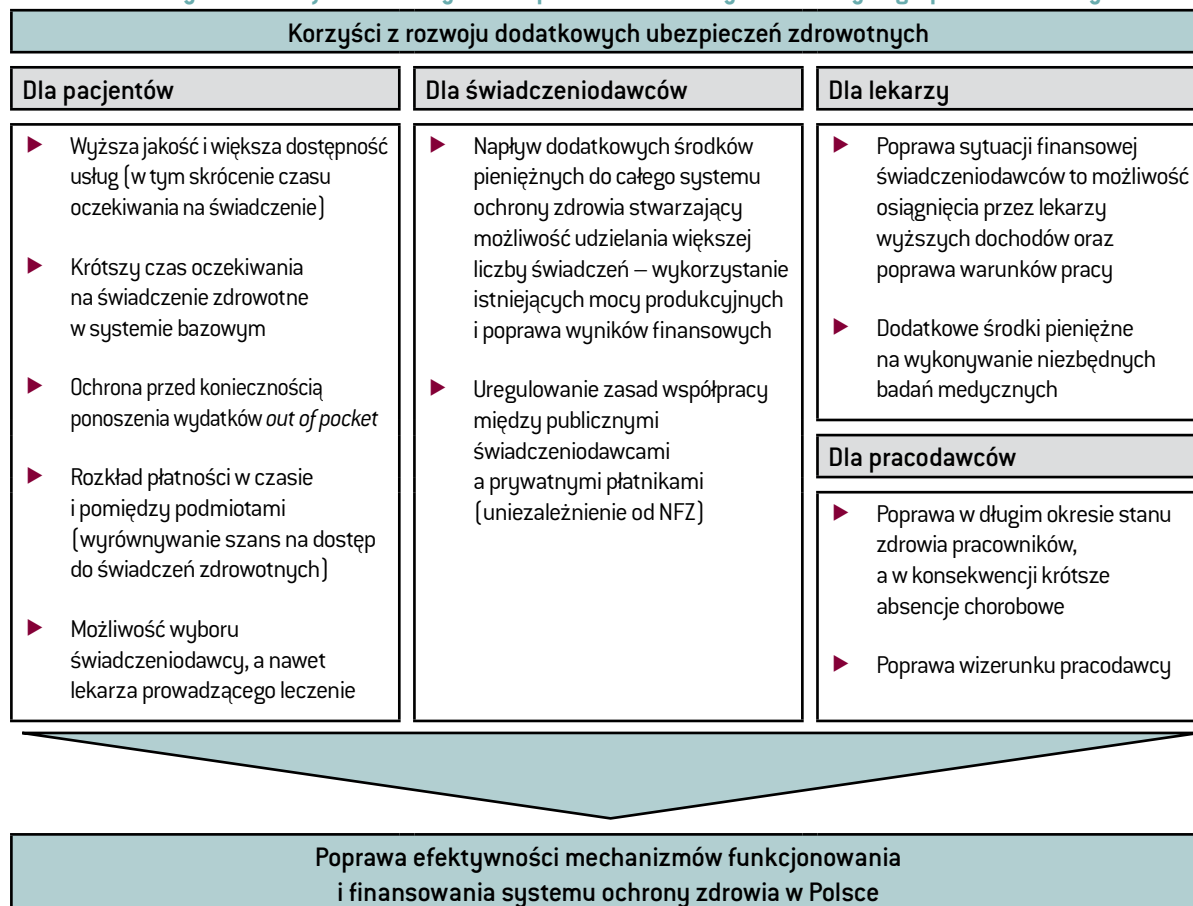 Korzyści z rozwoju dodatkowych ubezpieczeń zdrowotnych
Dla pacjentów
Wyższa jakość i większa dostępność
usług (w tym skrócenie czasu
oczekiwania na świadczenie)
Krótszy czas oczekiwania
na świadczenie zdrowotne
w systemie bazowym
Ochrona przed koniecznością
ponoszenia wydatków out of pocket
Rozkład płatności w czasie
i pomiędzy podmiotami
(wyrównywanie szans na dostęp
do świadczeń zdrowotnych)
Możliwość wyboru
świadczeniodawcy, a nawet
lekarza prowadzącego leczenie
Dla świadczeniodawców
Napływ dodatkowych środków
pieniężnych do całego systemu
ochrony zdrowia stwarzający
możliwość udzielania większej
liczby świadczeń – wykorzystanie
istniejących mocy produkcyjnych
i poprawa wyników finansowych
Uregulowanie zasad współpracy
między publicznymi
świadczeniodawcami
a prywatnymi płatnikami
(uniezależnienie od NFZ)
Dla lekarzy
Poprawa sytuacji finansowej
świadczeniodawców to możliwość
osiągnięcia przez lekarzy
wyższych dochodów oraz
poprawa warunków pracy
Dodatkowe środki pieniężne
na wykonywanie niezbędnych
badań medycznych
Dla pracodawców
Poprawa w długim okresie stanu
zdrowia pracowników,
a w konsekwencji krótsze
absencje chorobowe
Poprawa wizerunku pracodawcy
Poprawa efektywności mechanizmów funkcjonowania
i finansowania systemu ochrony zdrowia w Polsce